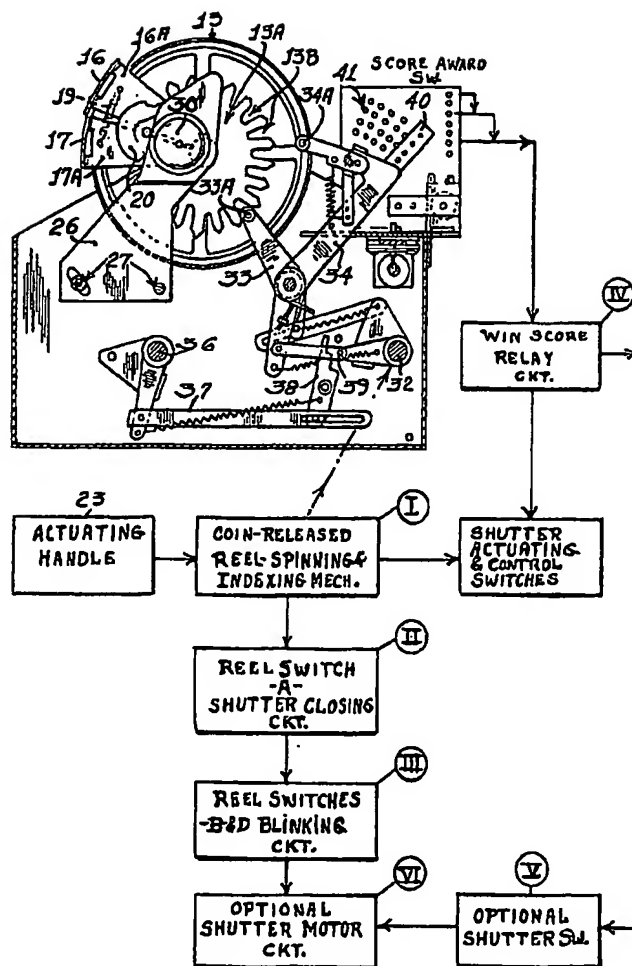 13
16A
16
13A
13B
34A
41
SCORE AWARD
SW.
40
19
30
17
17A
20
33A
26
33
34
27
IV
WIN SCORE
RELAY
CKT.
36
38
39
32
37
23
ACTUATING
HANDLE
I
COIN-RELEASED
REEL-SPINNING &
INDEXING MECH.
SHUTTER
ACTUATING
& CONTROL
SWITCHES
II
REEL SWITCH
-A-
SHUTTER CLOSING
CKT.
III
REEL SWITCHES
-B&D BLINKING
CKT.
VI
OPTIONAL
SHUTTER MOTOR
CKT.
V
OPTIONAL
SHUTTER SW.